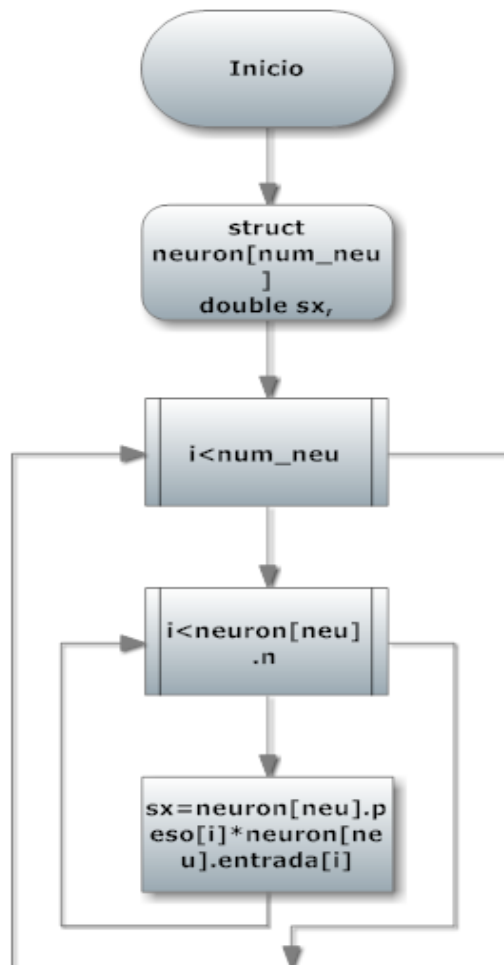 Inicio
struct
neuron[num_neu
]
double sx,
i<num_neu
i<neuron[neu]
.n
sx=neuron[neu].p
eso[i]*neuron[ne
u].entrada[i]